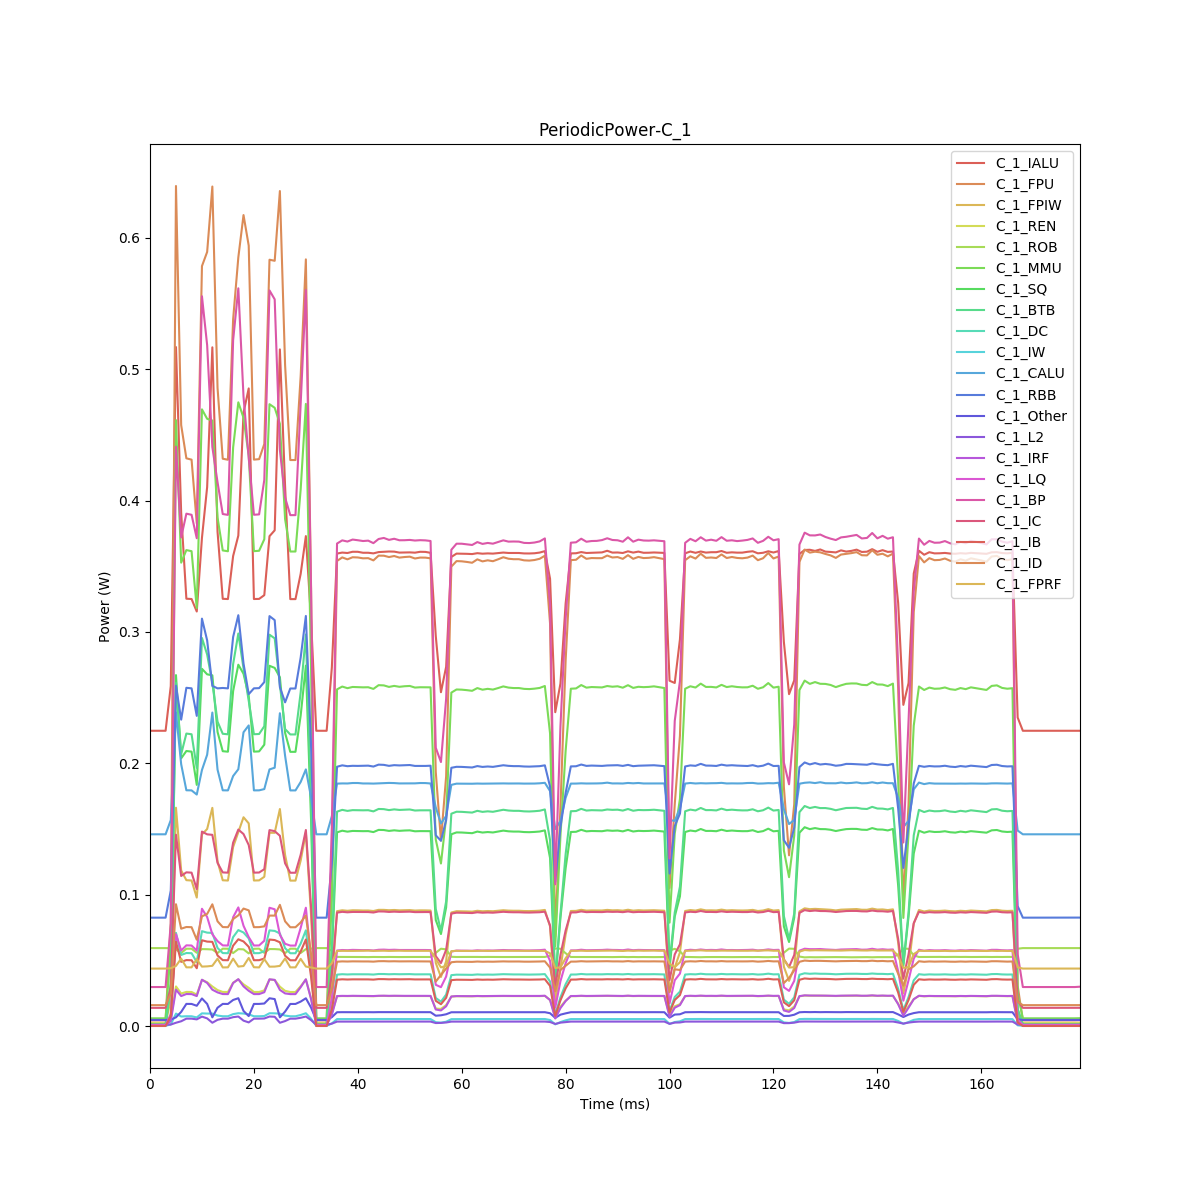 PeriodicPower-C_1
C_1_IALU
C_1_FPU
C_1_FPIW
C_1_REN
C_1_ROB
C_1_MMU
C_1_SQ
C_1_BTB
C_1_DC
C_1_IW
C_1_CALU
C_1_RBB
C_1_Other
C_1_L2
C_1_IRF
C_1_LQ
C_1_BP
C_1_IC
C_1_IB
C_1_ID
C_1_FPRF
0.6
0.5
0.4
0.3
0.2
0.1
0.0
Power (W)
0 20 40 60 80 100 120 140 160
Time (ms)